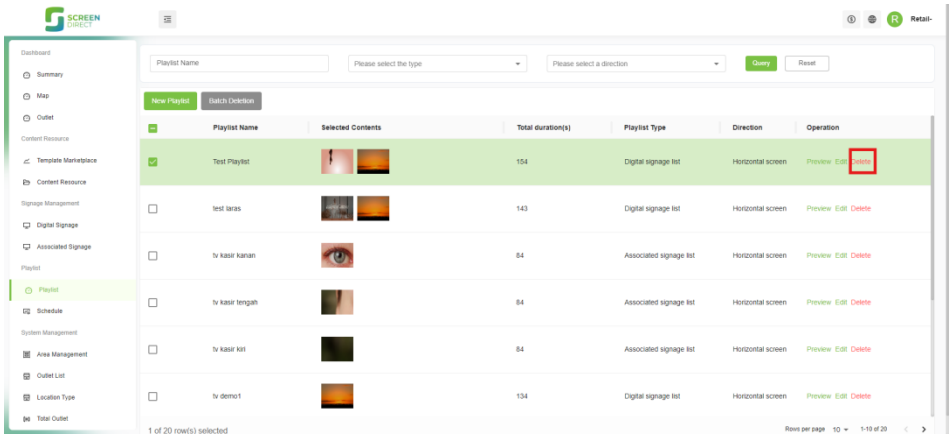 SCREEN
DIRECT
R Retail-
Dashboard
Summary
Map
Outlet
Content Resource
Template Marketplace
Content Resource
Signage Management
Digital Signage
Associated Signage
Playlist
Playlist
Schedule
System Management
Area Management
Outlet List
Location Type
Total Outlet
Playlist Name Please select the type Please select a direction Query Reset
New Playlist Batch Deletion
Playlist Name Selected Contents Total duration(s) Playlist Type Direction Operation
Test Playlist 154 Digital signage list Horizontal screen Preview Edit Delete
test laras 143 Digital signage list Horizontal screen Preview Edit Delete
tv kasir kanan 84 Associated signage list Horizontal screen Preview Edit Delete
tv kasir tengah 84 Associated signage list Horizontal screen Preview Edit Delete
tv kasir kiri 84 Associated signage list Horizontal screen Preview Edit Delete
tv demo1 134 Digital signage list Horizontal screen Preview Edit Delete
1 of 20 row(s) selected Rows per page 10 1-10 of 20